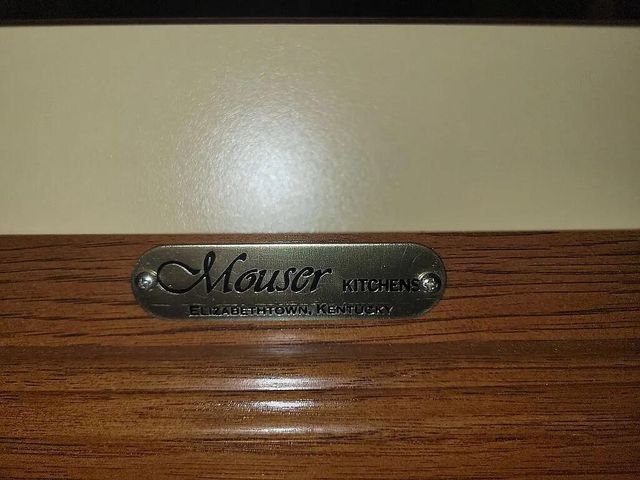 Mouser KITCHENS
ELIZABETHTOWN, KENTUCKY